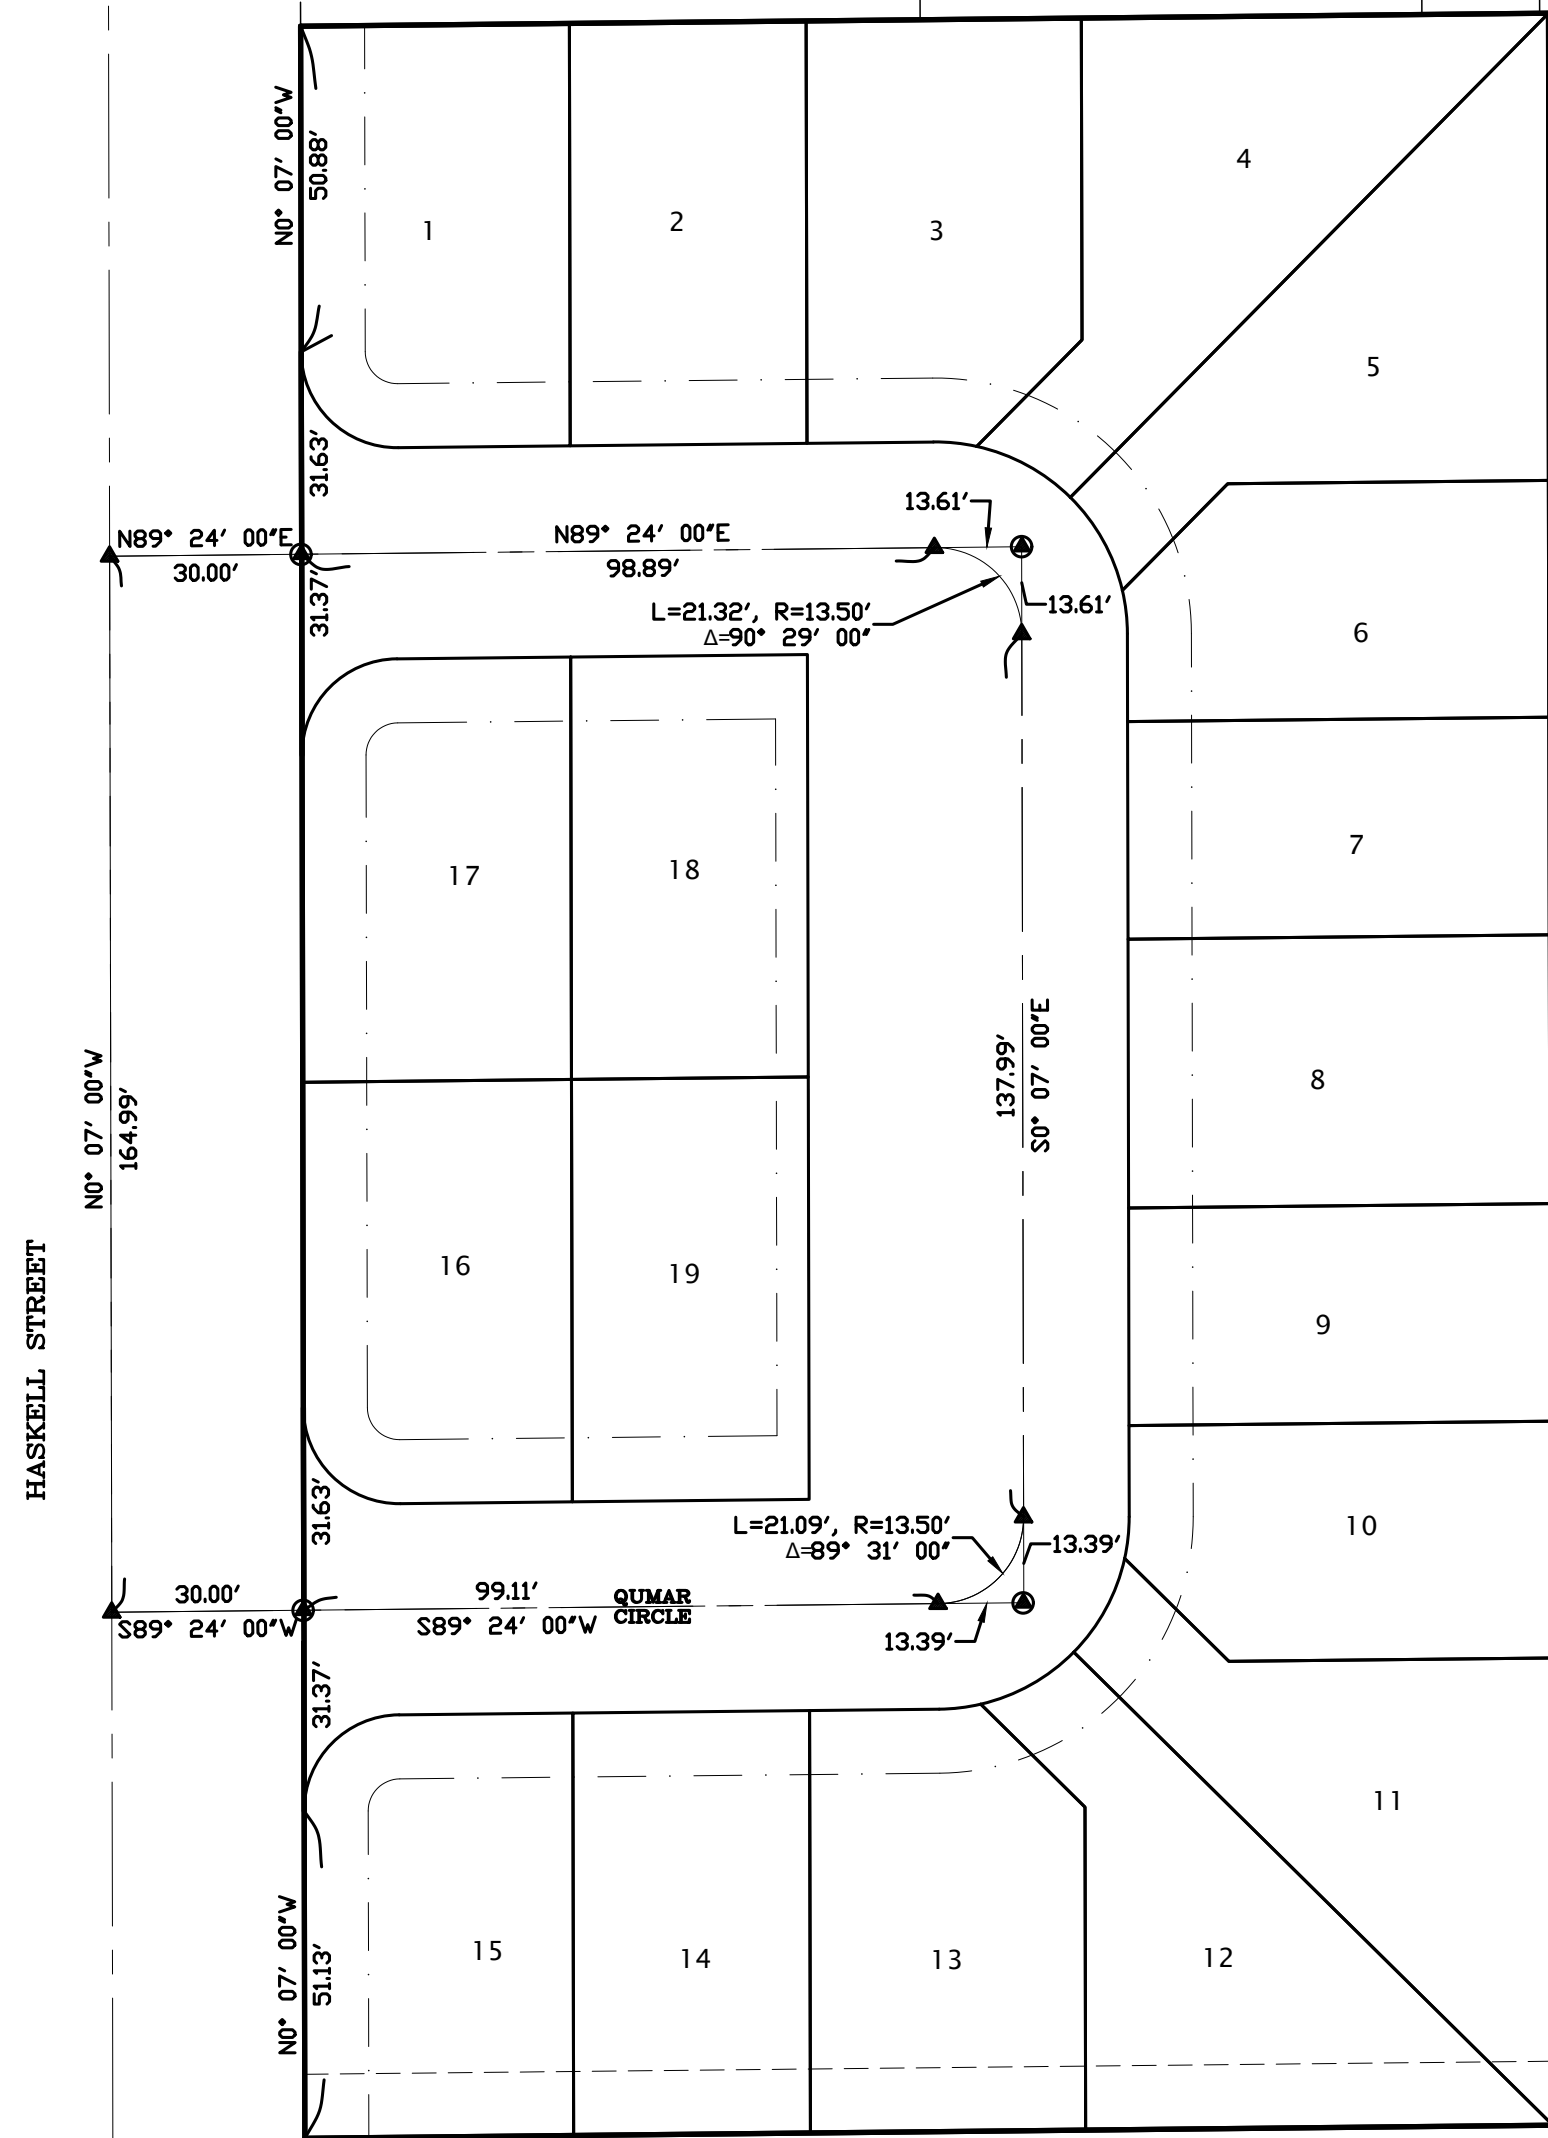 N0° 07′ 00″W
50.88′
1
2
3
4
5
31.63′
N89° 24′ 00″E
30.00′
31.37′
N89° 24′ 00″E
98.89′
13.61′
13.61′
L=21.32′, R=13.50′
Δ=90° 29′ 00″
6
7
17
18
8
137.99′
S0° 07′ 00″E
N0° 07′ 00″W
164.99′
HASKELL STREET
16
19
9
10
31.63′
L=21.09′, R=13.50′
Δ=89° 31′ 00″
13.39′
30.00′
S89° 24′ 00″W
99.11′
S89° 24′ 00″W
QUMAR
CIRCLE
13.39′
31.37′
11
N0° 07′ 00″W
51.13′
15
14
13
12